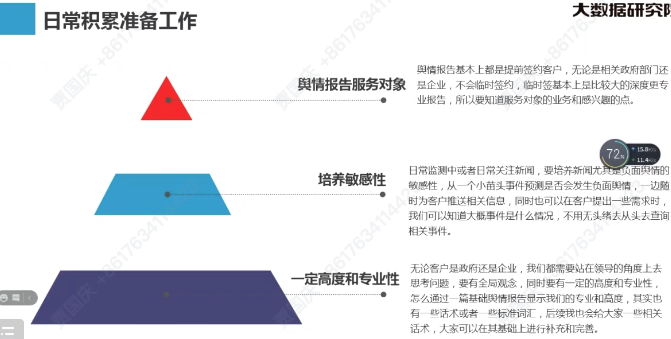 日常积累准备工作
大数据研究院
舆情报告服务对象
舆情报告基本上都是提前签约客户，无论是相关政府部门还
是企业，不会临时签约，临时签基本上是比较大的深度更专
业报告，所以要知道服务对象的业务和感兴趣的点。
72%
15.8
11.4
培养敏感性
日常监测中或者日常关注新闻，要培养新闻尤其是负面舆情的
敏感性，从一个小苗头事件预测是否会发生负面舆情，一边随
时为客户推送相关信息，同时也可以在客户提出一些需求时，
我们可以知道大概事件是什么情况，不用无头绪去从头去查询
相关事件。
一定高度和专业性
无论客户是政府还是企业，我们都需要站在领导的角度上去
思考问题，要有全局观念，同时要有一定的高度和专业性，
怎么通过一篇基础舆情报告显示我们的专业和高度，其实也
有一些话术或者一些标准词汇，后续我也会给大家一些相关
话术，大家可以在其基础上进行补充和完善。